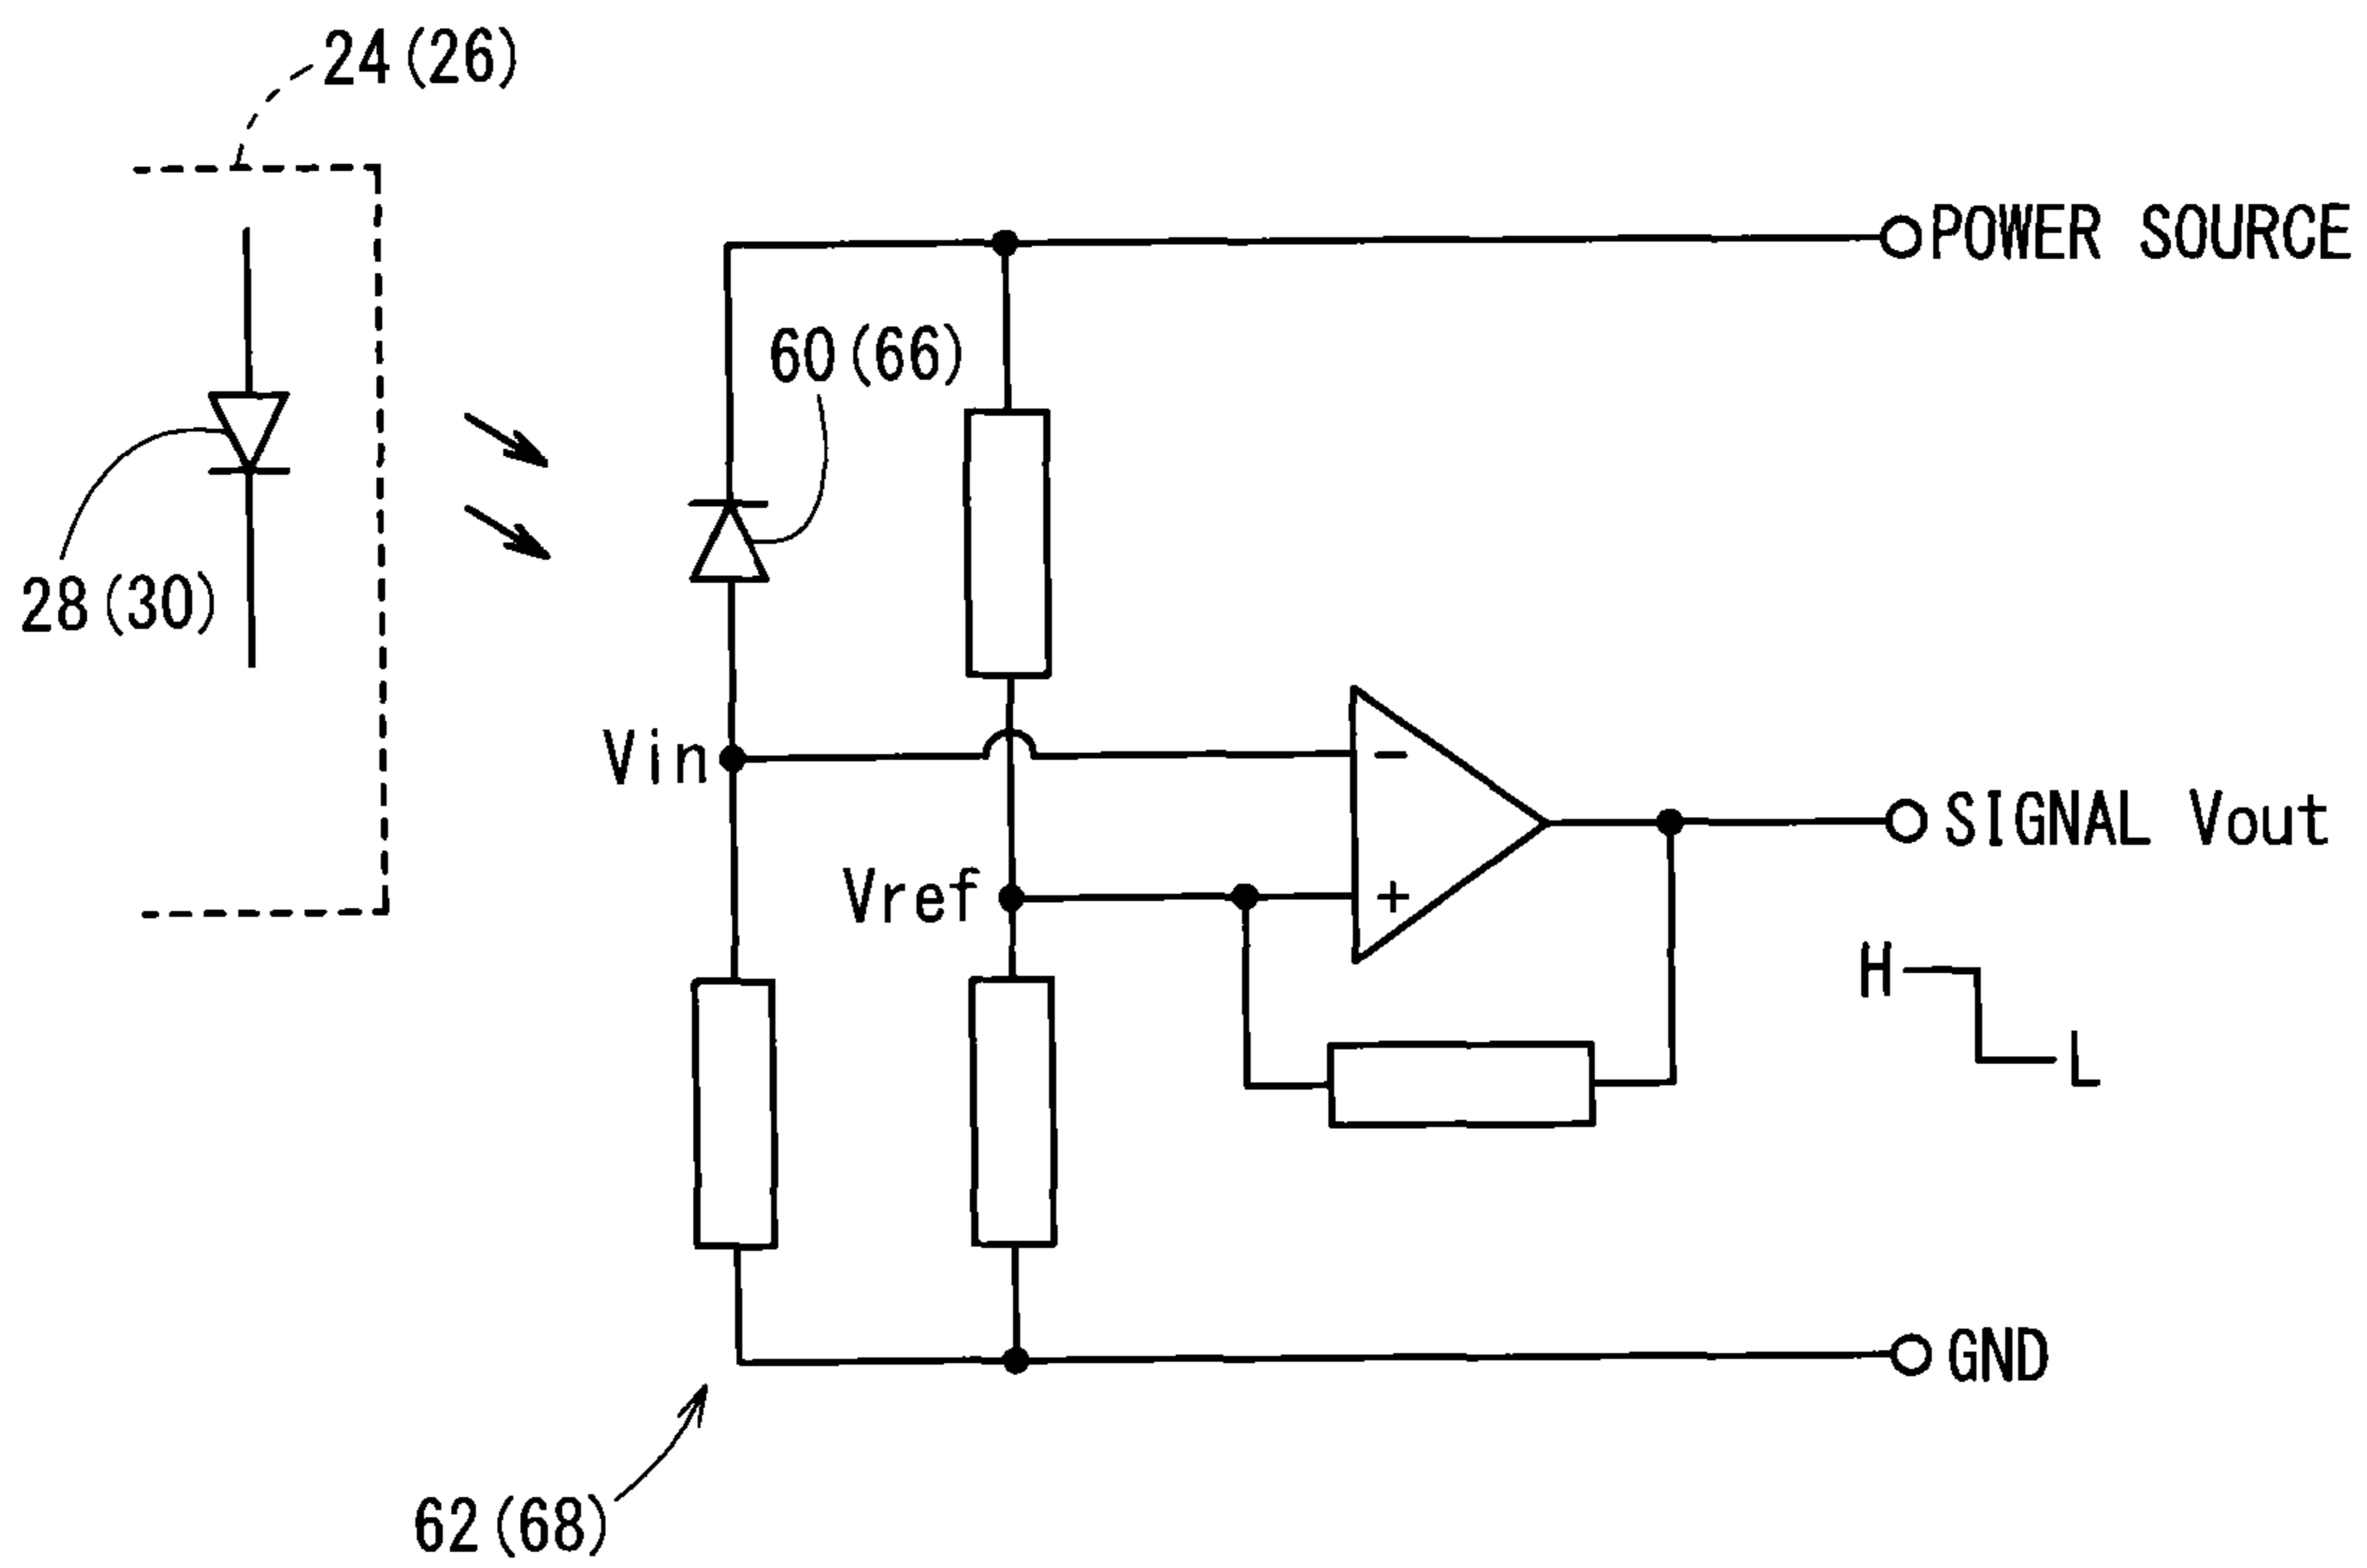 24(26)
POWER SOURCE
60(66)
28(30)
Vin
-
SIGNAL Vout
Vref
+
H
L
GND
62(68)